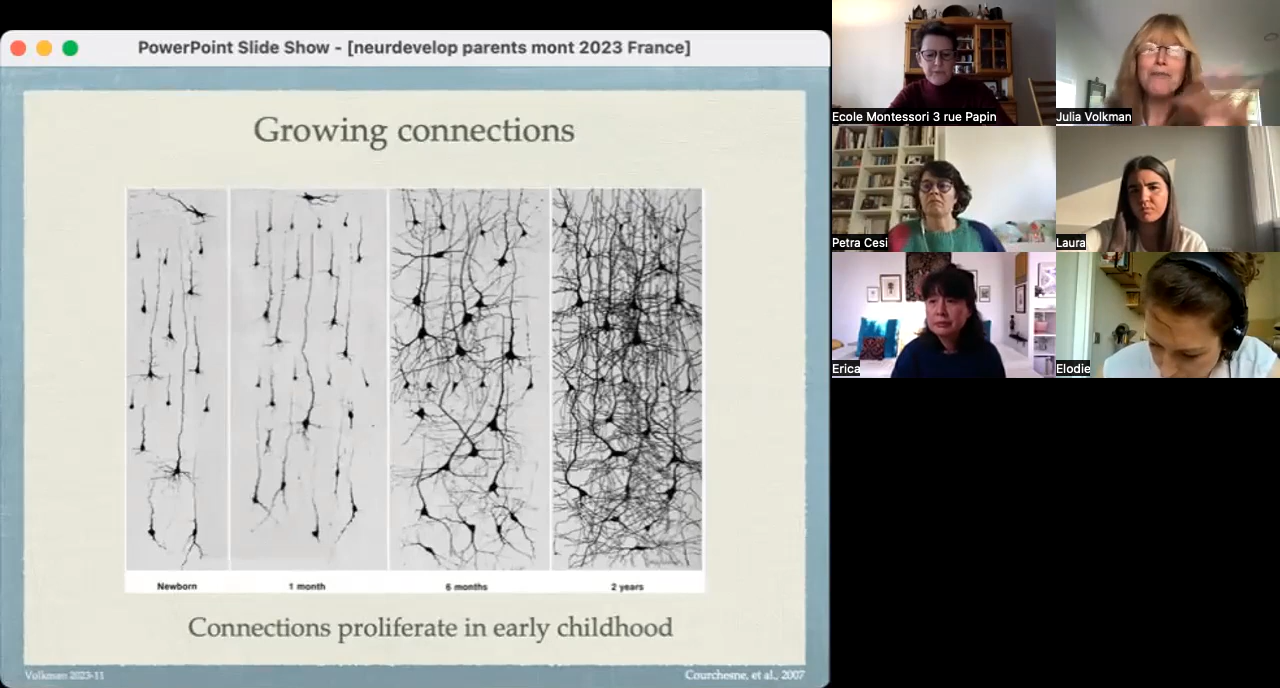 PowerPoint Slide Show - [neurdevelop parents mont 2023 France]
Growing connections
Newborn
1 month
6 months
2 years
Connections proliferate in early childhood
Volkman 2023-11
Courchesne, et al., 2007
Ecole Montessori 3 rue Papin
Julia Volkman
Petra Cesi
Laura
Erica
Elodie